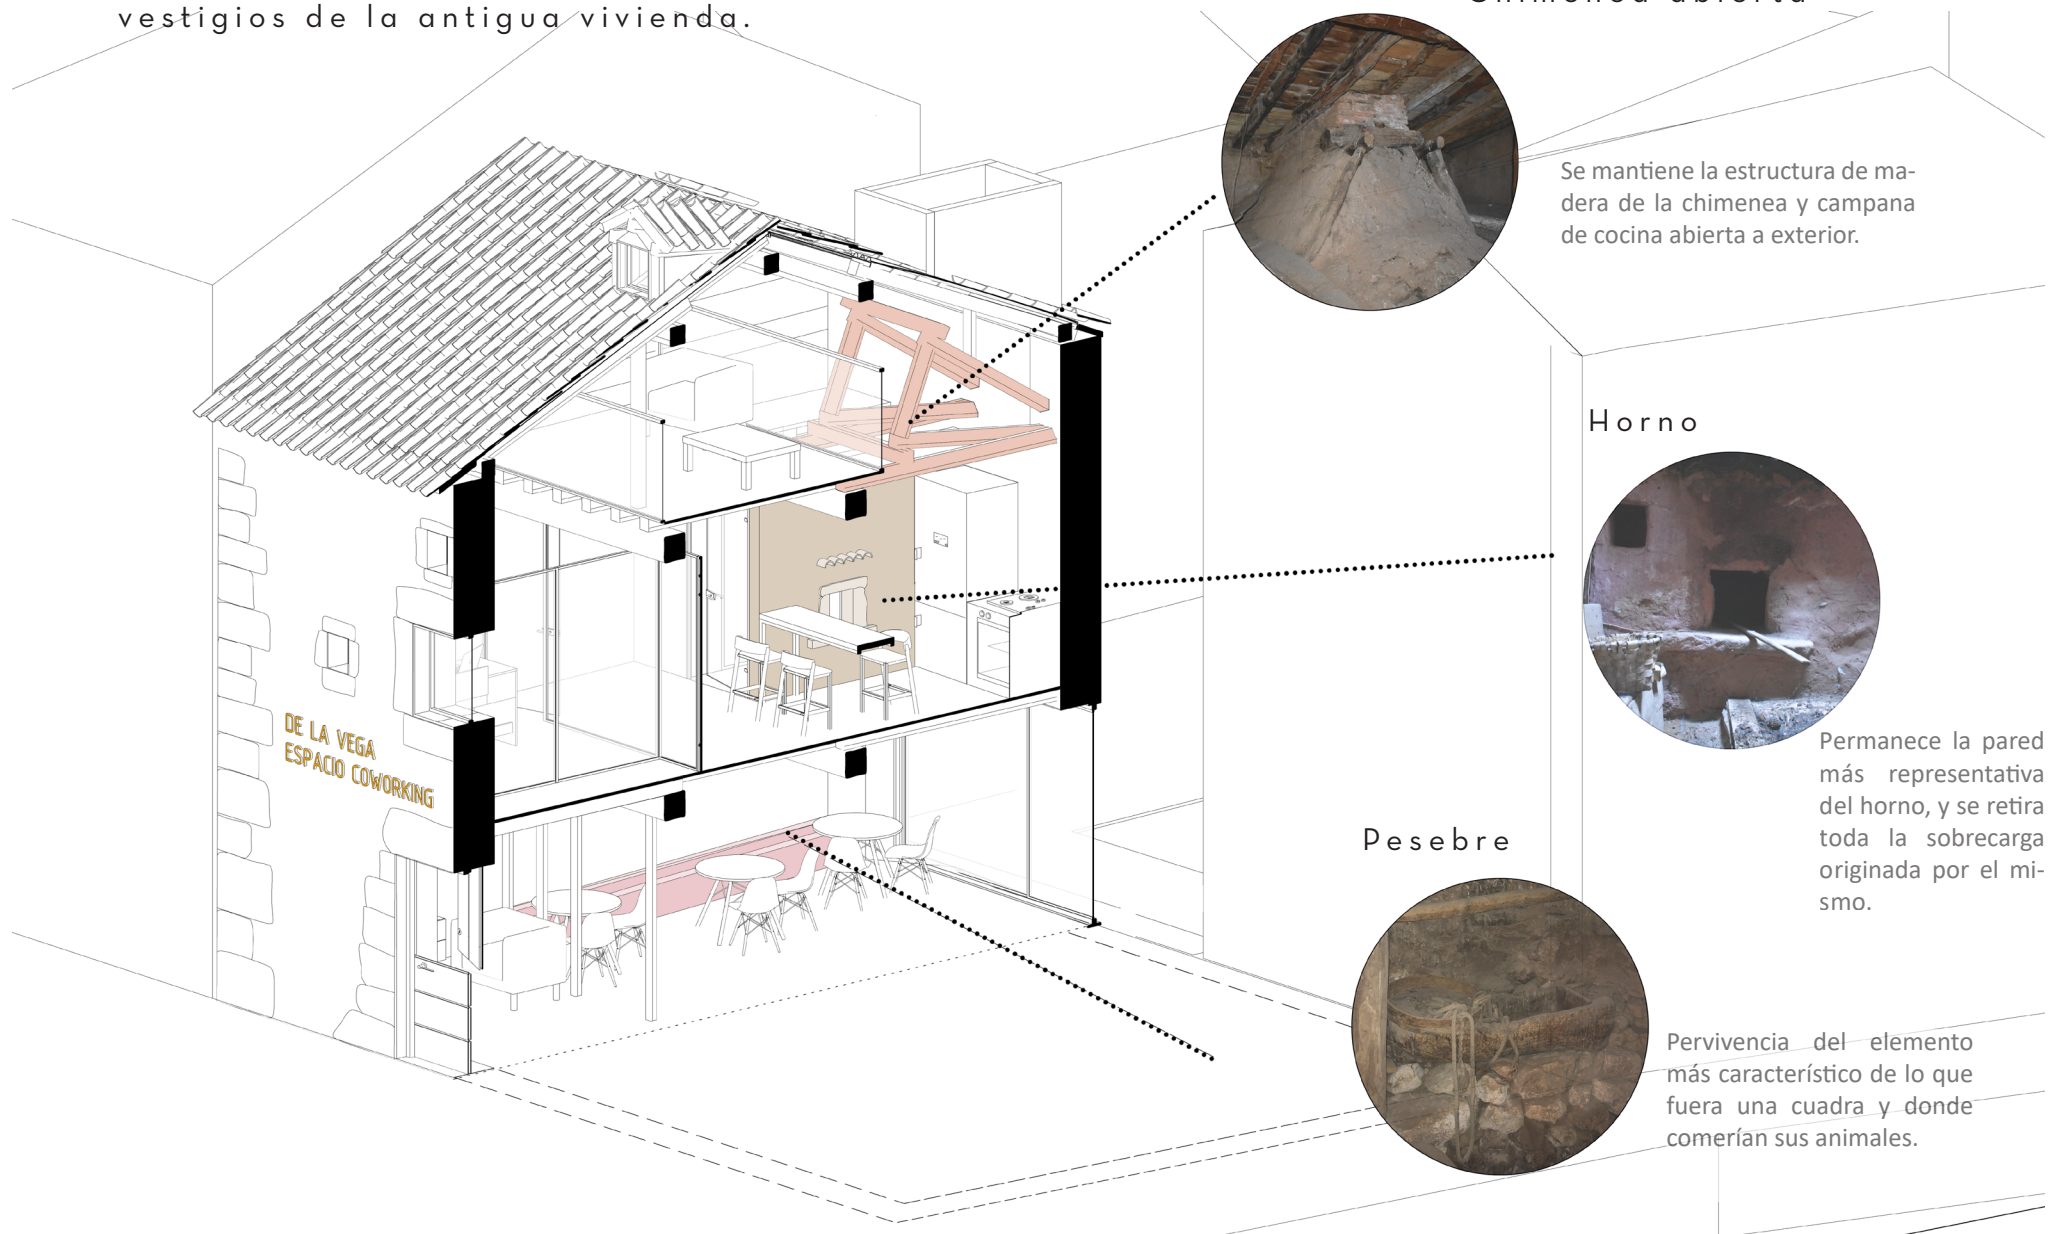 vestigios de la antigua vivienda.
Chimenea abierta
Se mantiene la estructura de ma-
dera de la chimenea y campana
de cocina abierta a exterior.
Horno
Permanece la pared
más representativa
del horno, y se retira
toda la sobrecarga
originada por el mi-
smo.
DE LA VEGA
ESPACIO COWORKING
Pesebre
Pervivencia del elemento
más característico de lo que
fuera una cuadra y donde
comerían sus animales.